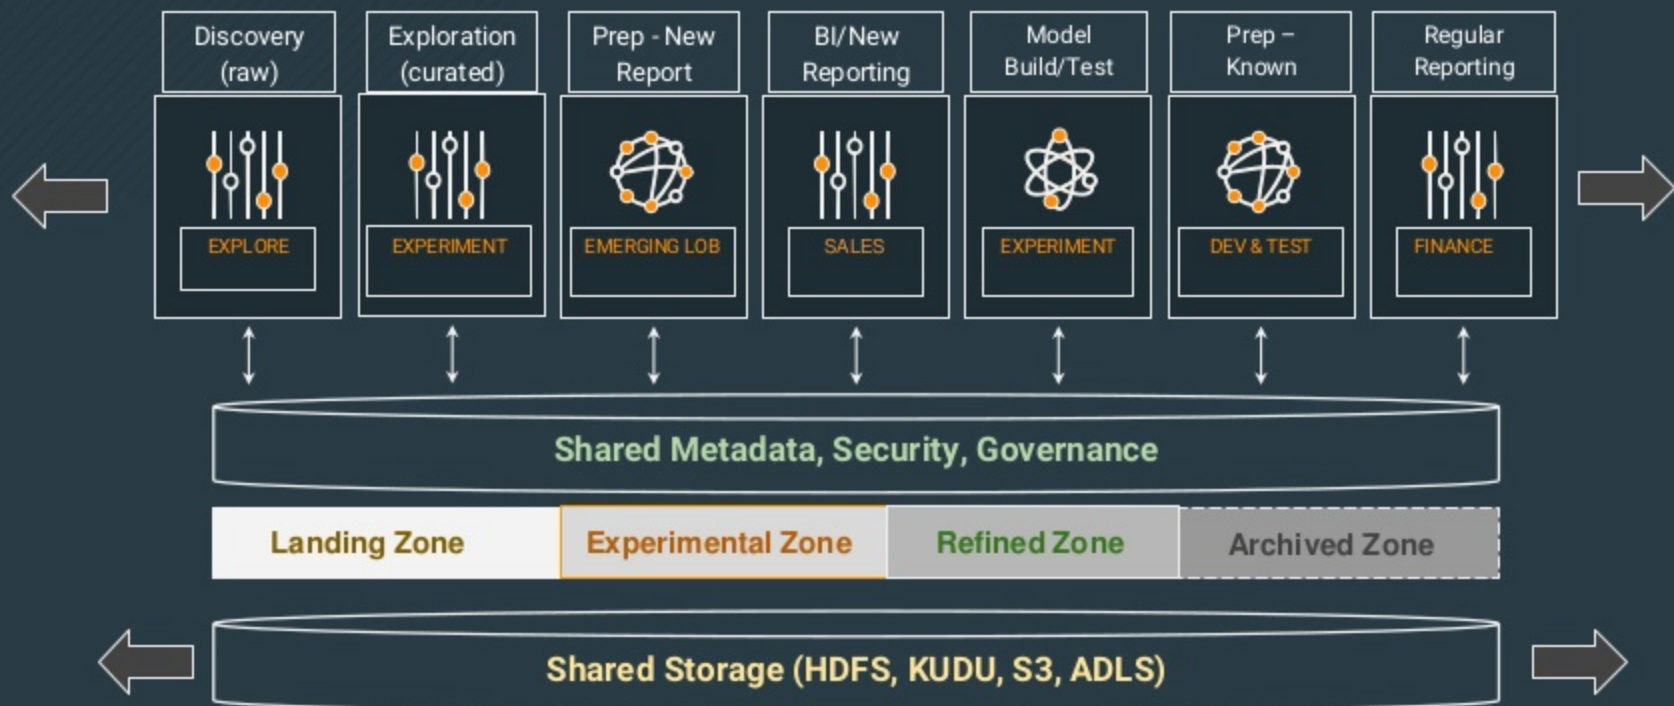 Discovery
(raw)
Exploration
(curated)
Prep - New
Report
BI/New
Reporting
Model
Build/Test
Prep –
Known
Regular
Reporting
EXPLORE
EXPERIMENT
EMERGING LOB
SALES
EXPERIMENT
DEV & TEST
FINANCE
Shared Metadata, Security, Governance
Landing Zone
Experimental Zone
Refined Zone
Archived Zone
Shared Storage (HDFS, KUDU, S3, ADLS)